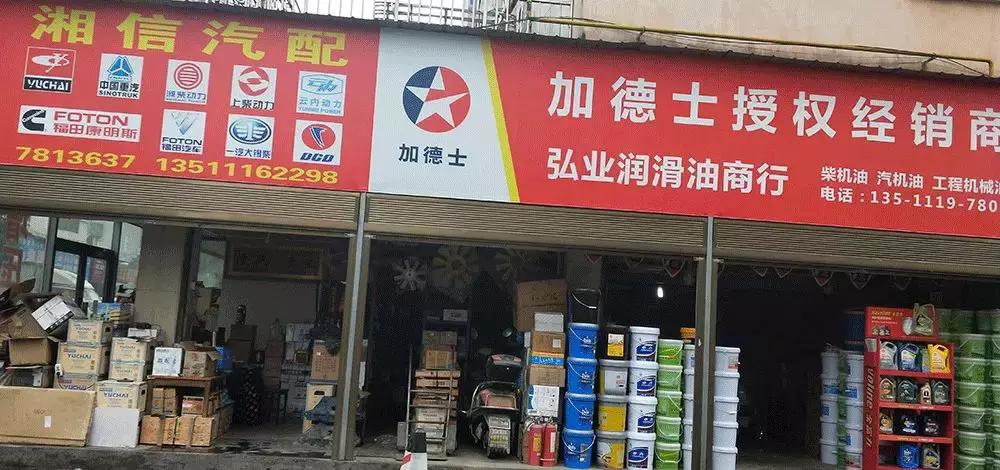 湘信汽配
YUCHAI
中国重汽
SINOTRUK
潍柴动力
上柴动力
云内动力
YUNNEI POWER
FOTON
福田康明斯
FOTON
福田汽车
一汽大锡柴
DCD
7813637 13511162298
加德士
加德士授权经销商
弘业润滑油商行
柴机油 汽机油 工程机械油
电话：135-1119-780
YUCHAI
YUCHAI
Valvoline